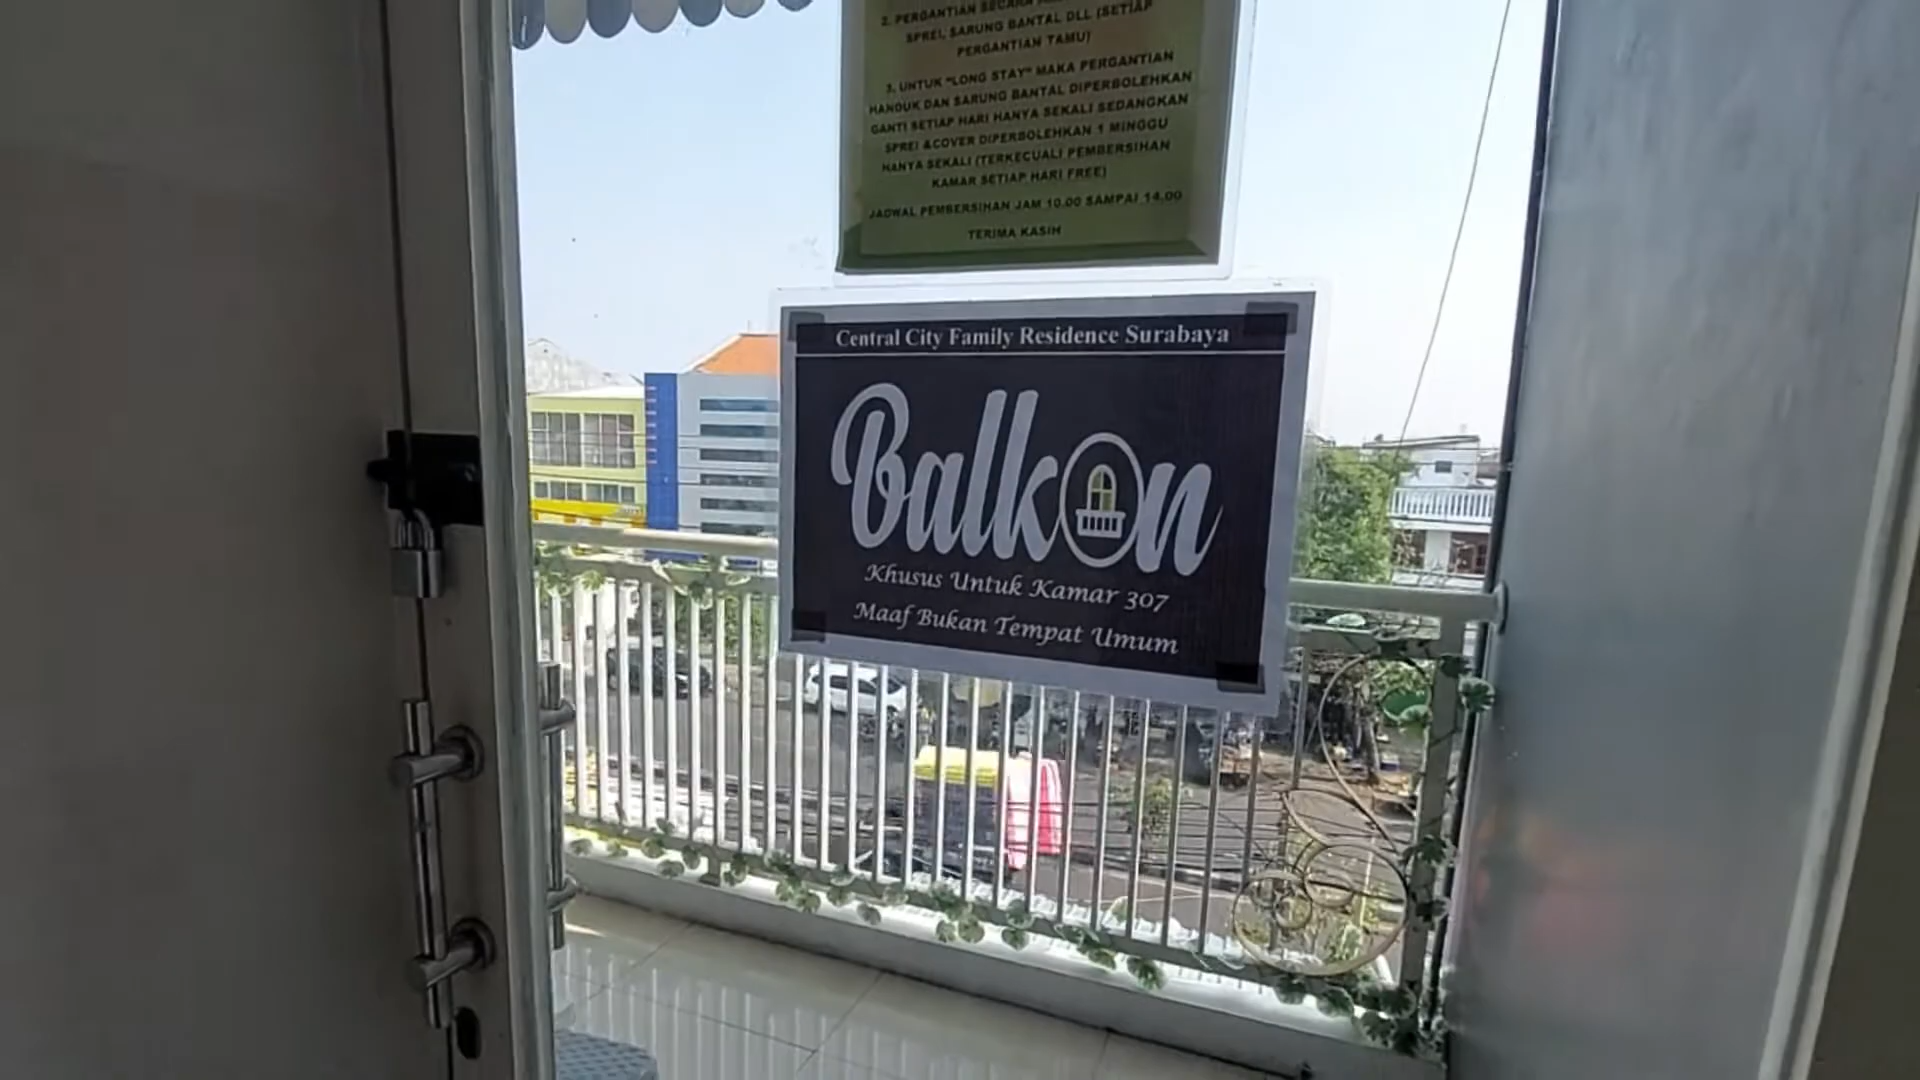 2. PERGANTIAN SECARA
SPREI, SARUNG BANTAL DLL (SETIAP
PERGANTIAN TAMU)
3. UNTUK "LONG STAY" MAKA PERGANTIAN
HANDUK DAN SARUNG BANTAL DIPERBOLEHKAN
GANTI SETIAP HARI HANYA SEKALI SEDANGKAN
SPREI &COVER DIPERBOLEHKAN 1 MINGGU
HANYA SEKALI (TERKECUALI PEMBERSIHAN
KAMAR SETIAP HARI FREE)
JADWAL PEMBERSIHAN JAM 10.00 SAMPAI 14.00
TERIMA KASIH
Central City Family Residence Surabaya
Balkon
Khusus Untuk Kamar 307
Maaf Bukan Tempat Umum